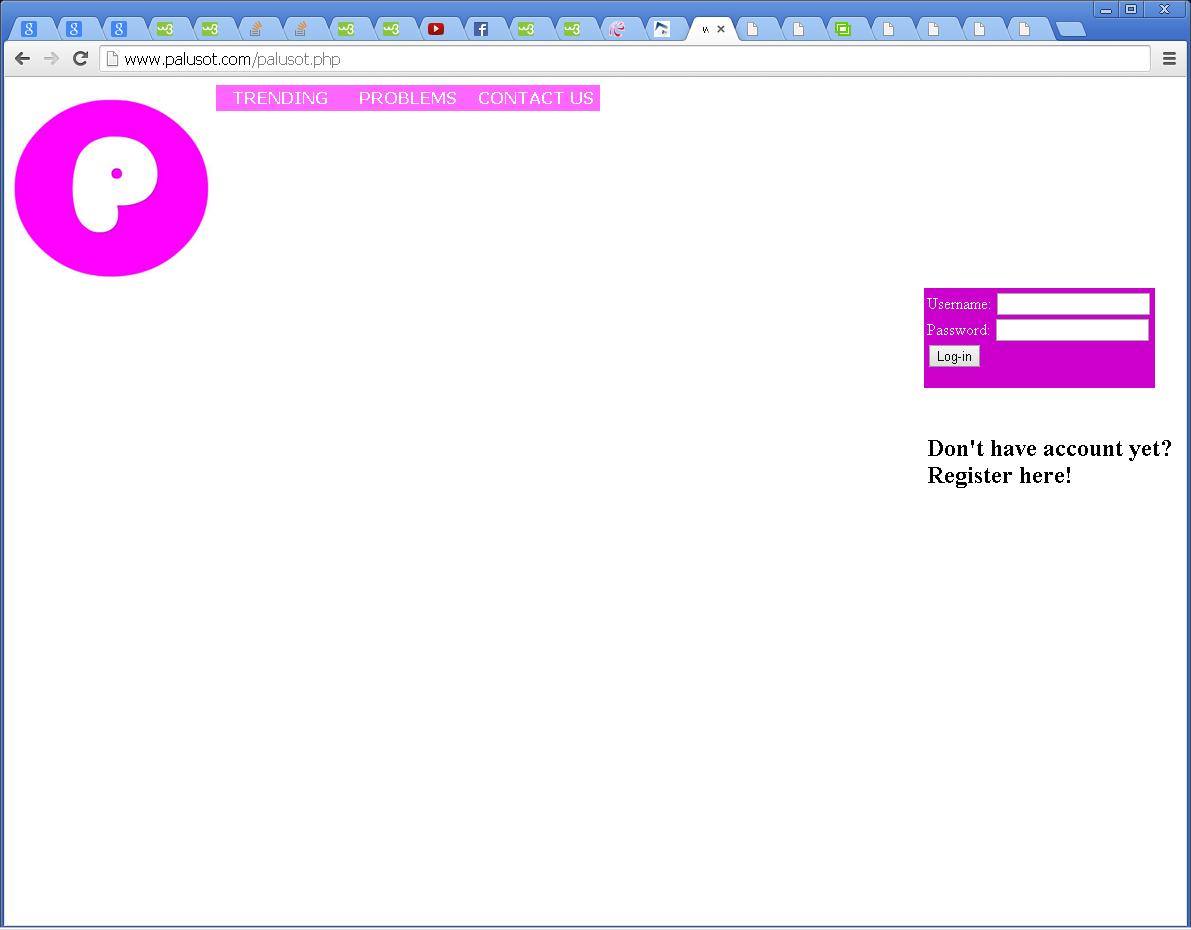 www.palusot.com/palusot.php
TRENDING PROBLEMS CONTACT US
P
Username:
Password:
Log-in
Don't have account yet?
Register here!